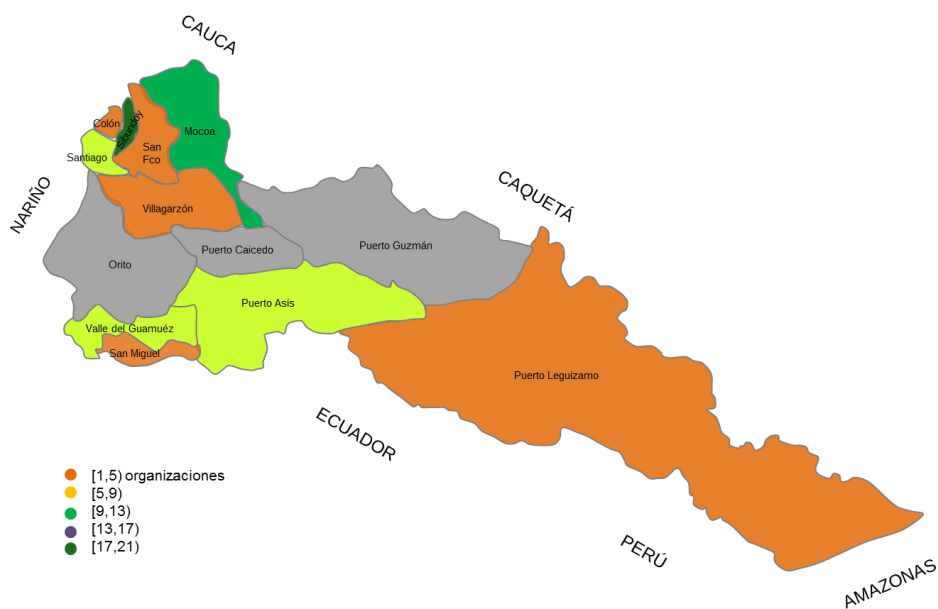 CAUCA
Colón
Sibundoy
San
Fco
Mocoa
Santiago
NARIÑO
CAQUETÁ
Villagarzón
Puerto Caicedo
Puerto Guzmán
Orito
Puerto Asis
Valle del Guamuéz
San Miguel
Puerto Leguízamo
ECUADOR
[1,5) organizaciones
[5,9)
[9,13)
[13,17)
[17,21)
PERÚ
AMAZONAS